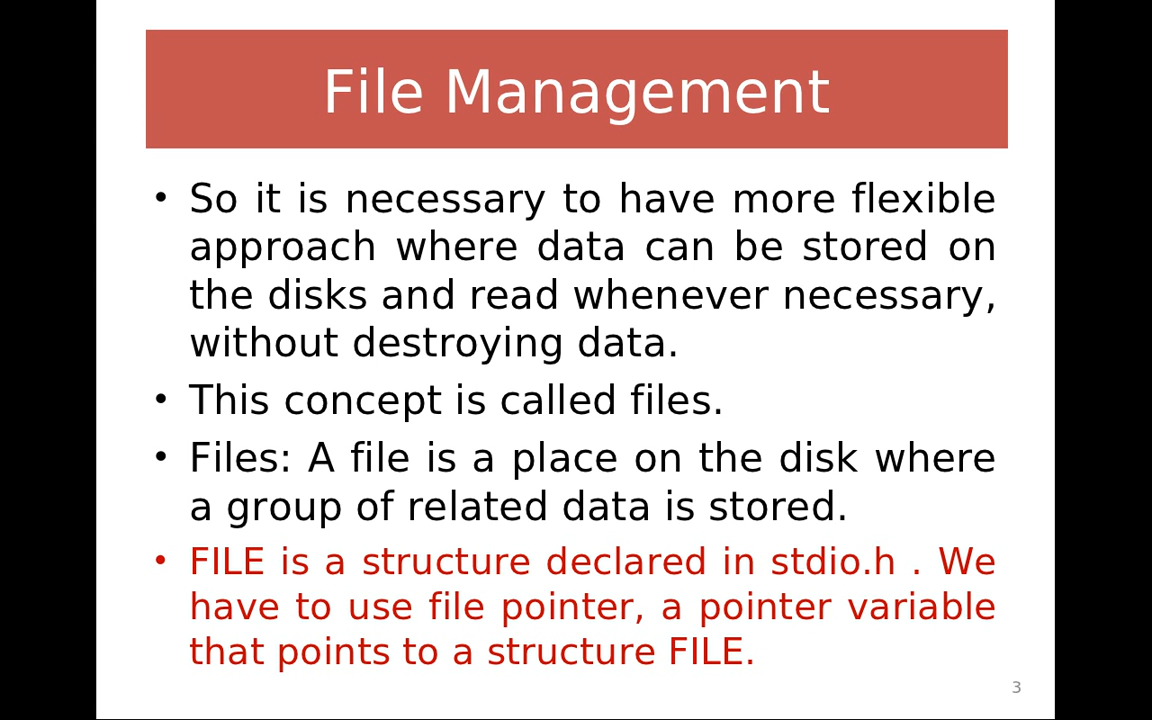 File Management
• So it is necessary to have more flexible
approach where data can be stored on
the disks and read whenever necessary,
without destroying data.
• This concept is called files.
• Files: A file is a place on the disk where
a group of related data is stored.
• FILE is a structure declared in stdio.h . We
have to use file pointer, a pointer variable
that points to a structure FILE.
3